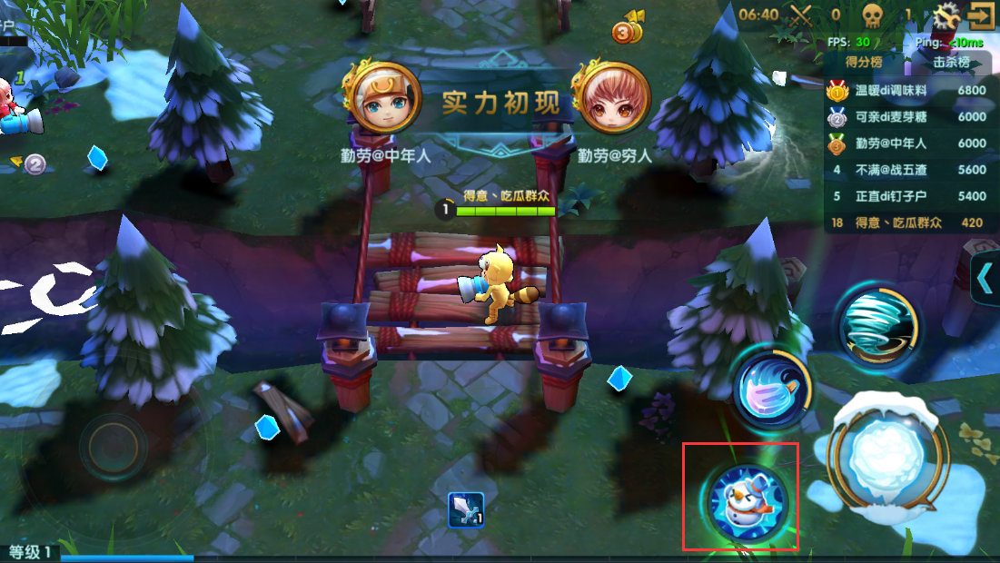 户
06:40
0
1
FPS: 30
Ping: <10ms
得分榜
击杀榜
3
1 温暖di调味料 6800
2 可亲di麦芽糖 6000
3 勤劳@中年人 6000
4 不满@战五渣 5600
5 正直di钉子户 5400
18 得意、吃瓜群众 420
实力初现
勤劳@中年人
勤劳@穷人
1
2
得意、吃瓜群众
1
1
等级 1